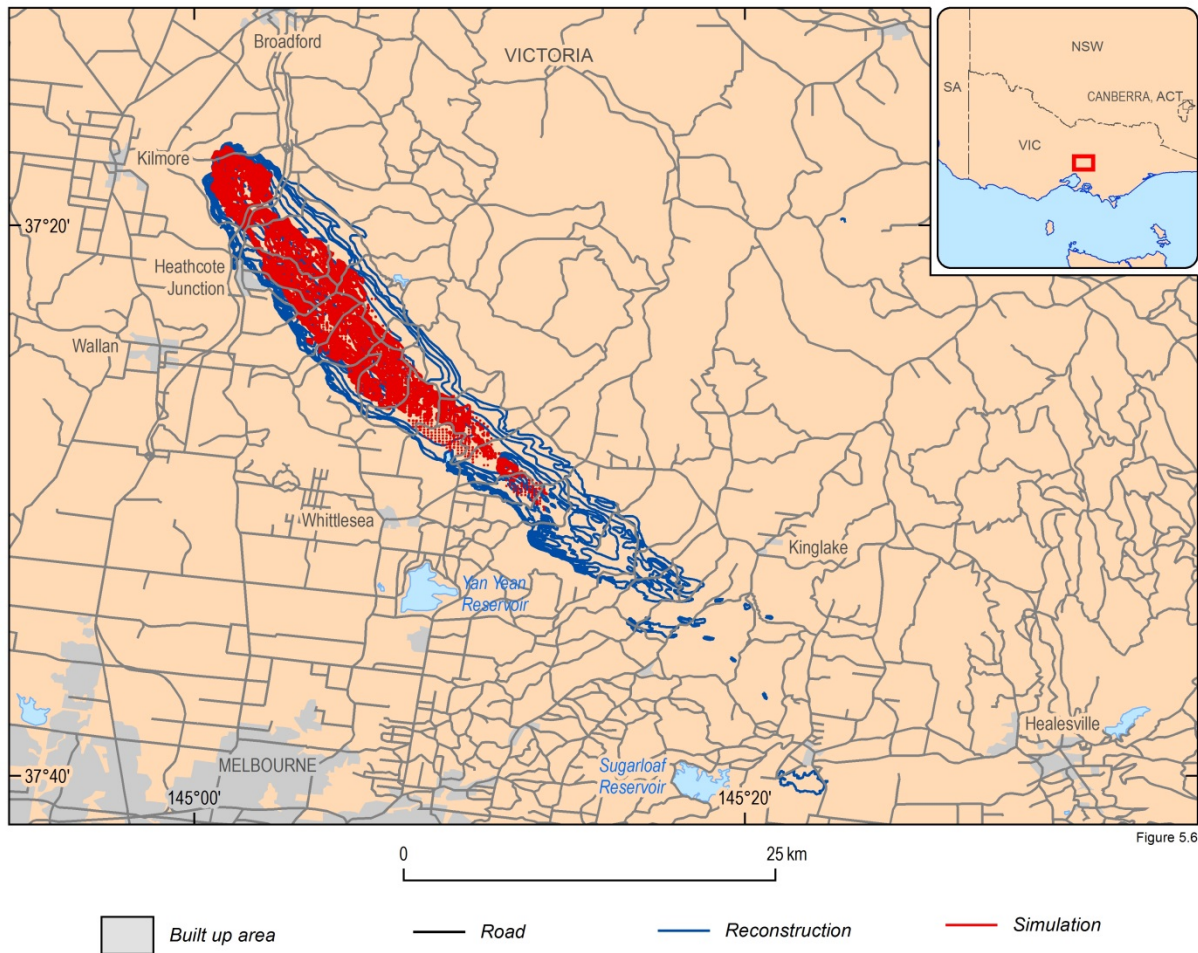 Broadford
VICTORIA
NSW
SA
CANBERRA, ACT
VIC
Kilmore
37°20'
Heathcote
Junction
Wallan
Whittlesea
Kinglake
Yan Yean
Reservoir
Healesville
MELBOURNE
Sugarloaf
Reservoir
37°40'
145°00'
145°20'
Figure 5.6
0
25 km
Built up area
Road
Reconstruction
Simulation